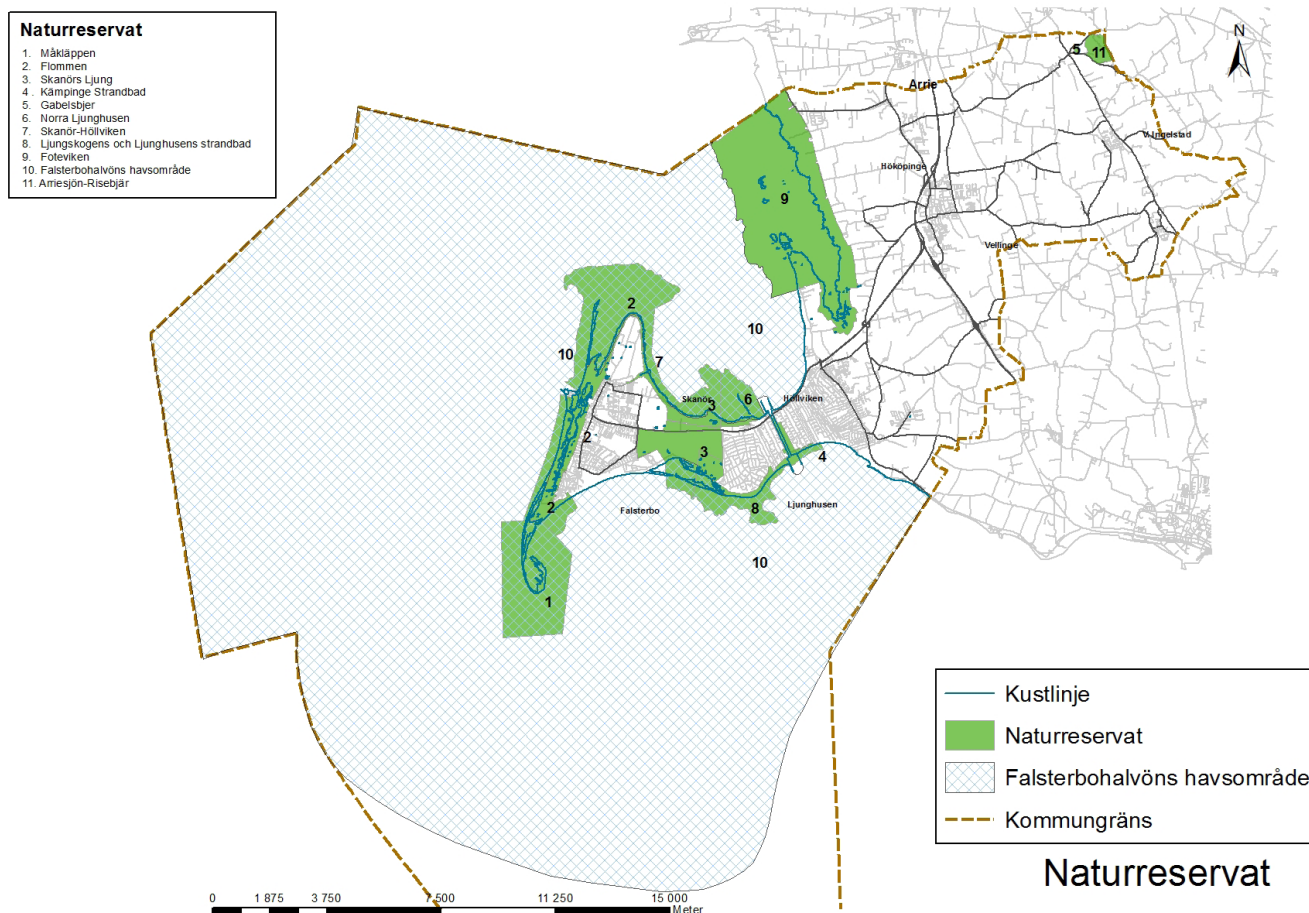 Naturreservat
1. Måkläppen
2. Flommen
3. Skanörs Ljung
4 . Kämpinge Strandbad
5. Gabelsbjer
6. Norra Ljunghusen
7. Skanör-Höllviken
8. Ljungskogens och Ljunghusens strandbad
9. Foteviken
10. Falsterbohalvöns havsområde
11. Arriesjön-Risebjär
N
5
11
Arrie
V. Ingelstad
Hököpinge
9
Vellinge
2
10
10
7
Skanör
3
6
Höllviken
2
3
4
2
Falsterbo
8
Ljunghusen
10
1
Kustlinje
Naturreservat
Falsterbohalvöns havsområde
Kommungräns
Naturreservat
0 1 875 3 750 7 500 11 250 15 000
Meter